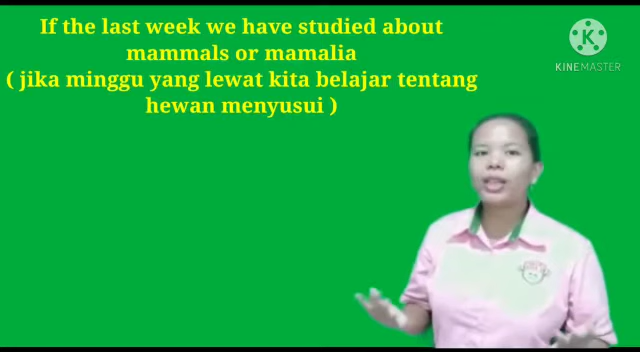 If the last week we have studied about
mammals or mamalia
( jika minggu yang lewat kita belajar tentang
hewan menyusui )
K
KINEMASTER